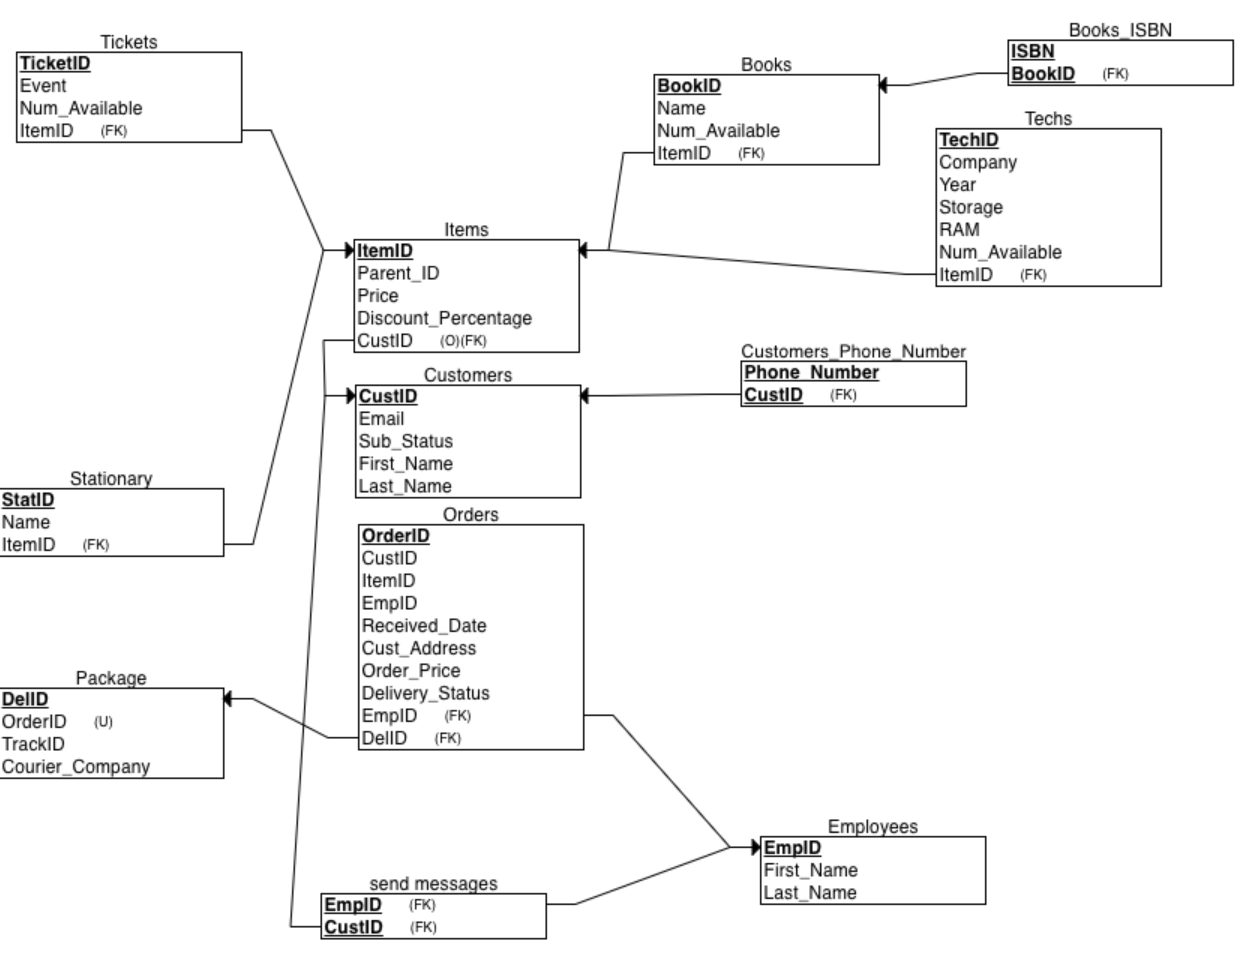 Tickets
TicketID
Event
Num_Available
ItemID (FK)
Books
BookID
Name
Num_Available
ItemID (FK)
Books_ISBN
ISBN
BookID (FK)
Techs
TechID
Company
Year
Storage
RAM
Num_Available
ItemID (FK)
Items
ItemID
Parent_ID
Price
Discount_Percentage
CustID (O)(FK)
Customers_Phone_Number
Phone_Number
CustID (FK)
Customers
CustID
Email
Sub_Status
First_Name
Last_Name
Stationary
StatID
Name
ItemID (FK)
Orders
OrderID
CustID
ItemID
EmpID
Received_Date
Cust_Address
Order_Price
Delivery_Status
EmpID (FK)
DelID (FK)
Package
DelID
OrderID (U)
TrackID
Courier_Company
Employees
EmpID
First_Name
Last_Name
send messages
EmpID (FK)
CustID (FK)